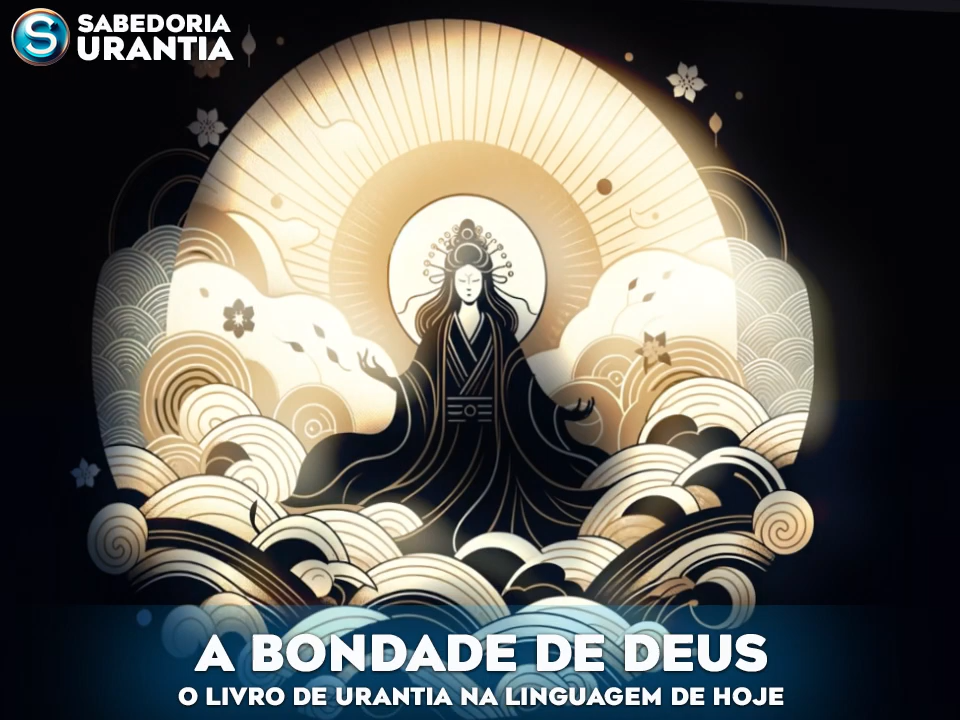 S
SABEDORIA
URANTIA
A BONDADE DE DEUS
O LIVRO DE URANTIA NA LINGUAGEM DE HOJE